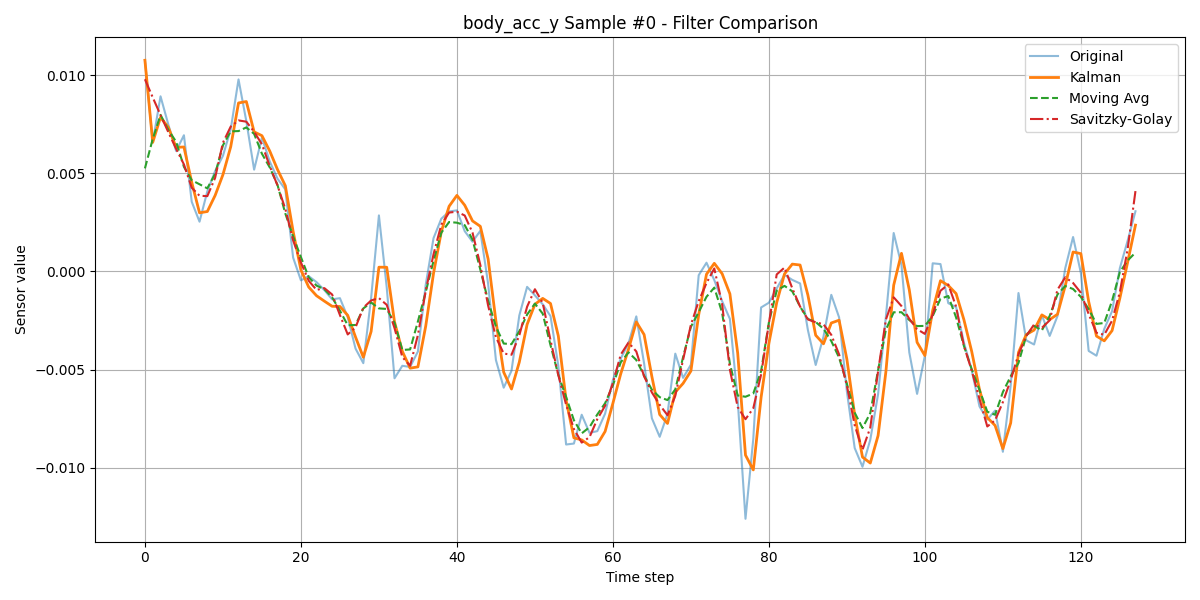 body_acc_y Sample #0 - Filter Comparison
Original
Kalman
Moving Avg
Savitzky-Golay
0.010
0.005
0.000
−0.005
−0.010
Sensor value
0 20 40 60 80 100 120
Time step